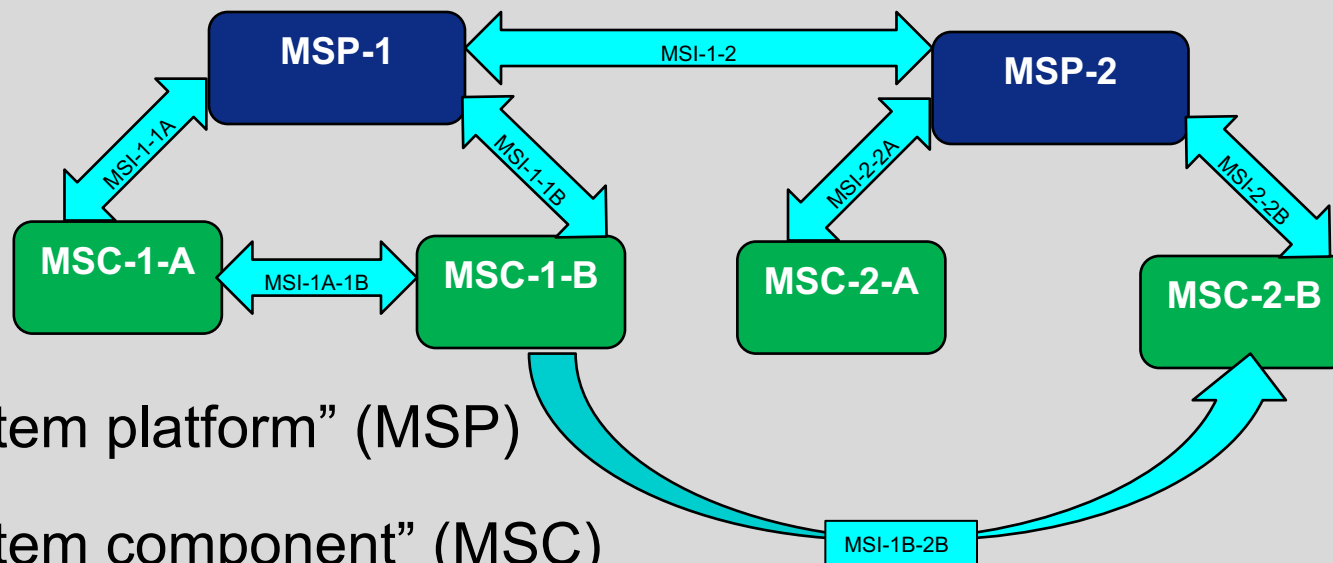 MSP-1
MSI-1-2
MSP-2
MSI-1-1A
MSI-1-1B
MSI-2-2A
MSI-2-2B
MSC-1-A
MSI-1A-1B
MSC-1-B
MSC-2-A
MSC-2-B
tem platform” (MSP)
tem component” (MSC)
MSI-1B-2B